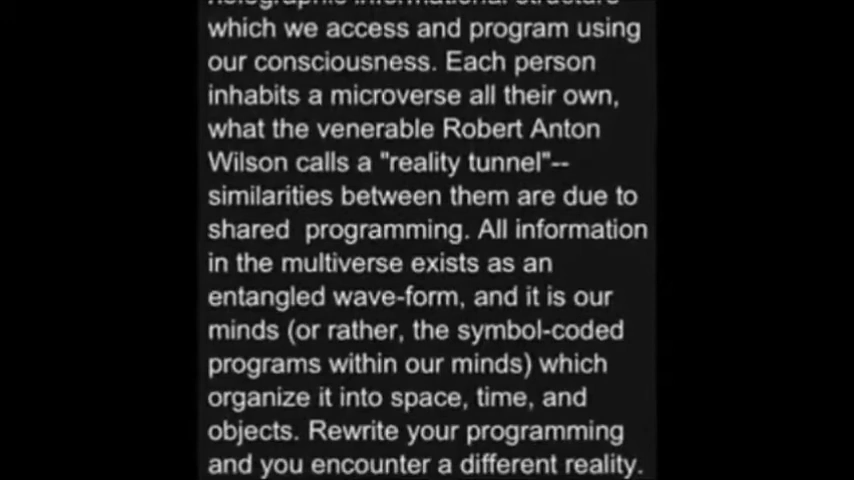 holographic informational structure
which we access and program using
our consciousness. Each person
inhabits a microverse all their own,
what the venerable Robert Anton
Wilson calls a "reality tunnel"--
similarities between them are due to
shared  programming. All information
in the multiverse exists as an
entangled wave-form, and it is our
minds (or rather, the symbol-coded
programs within our minds) which
organize it into space, time, and
objects. Rewrite your programming
and you encounter a different reality.